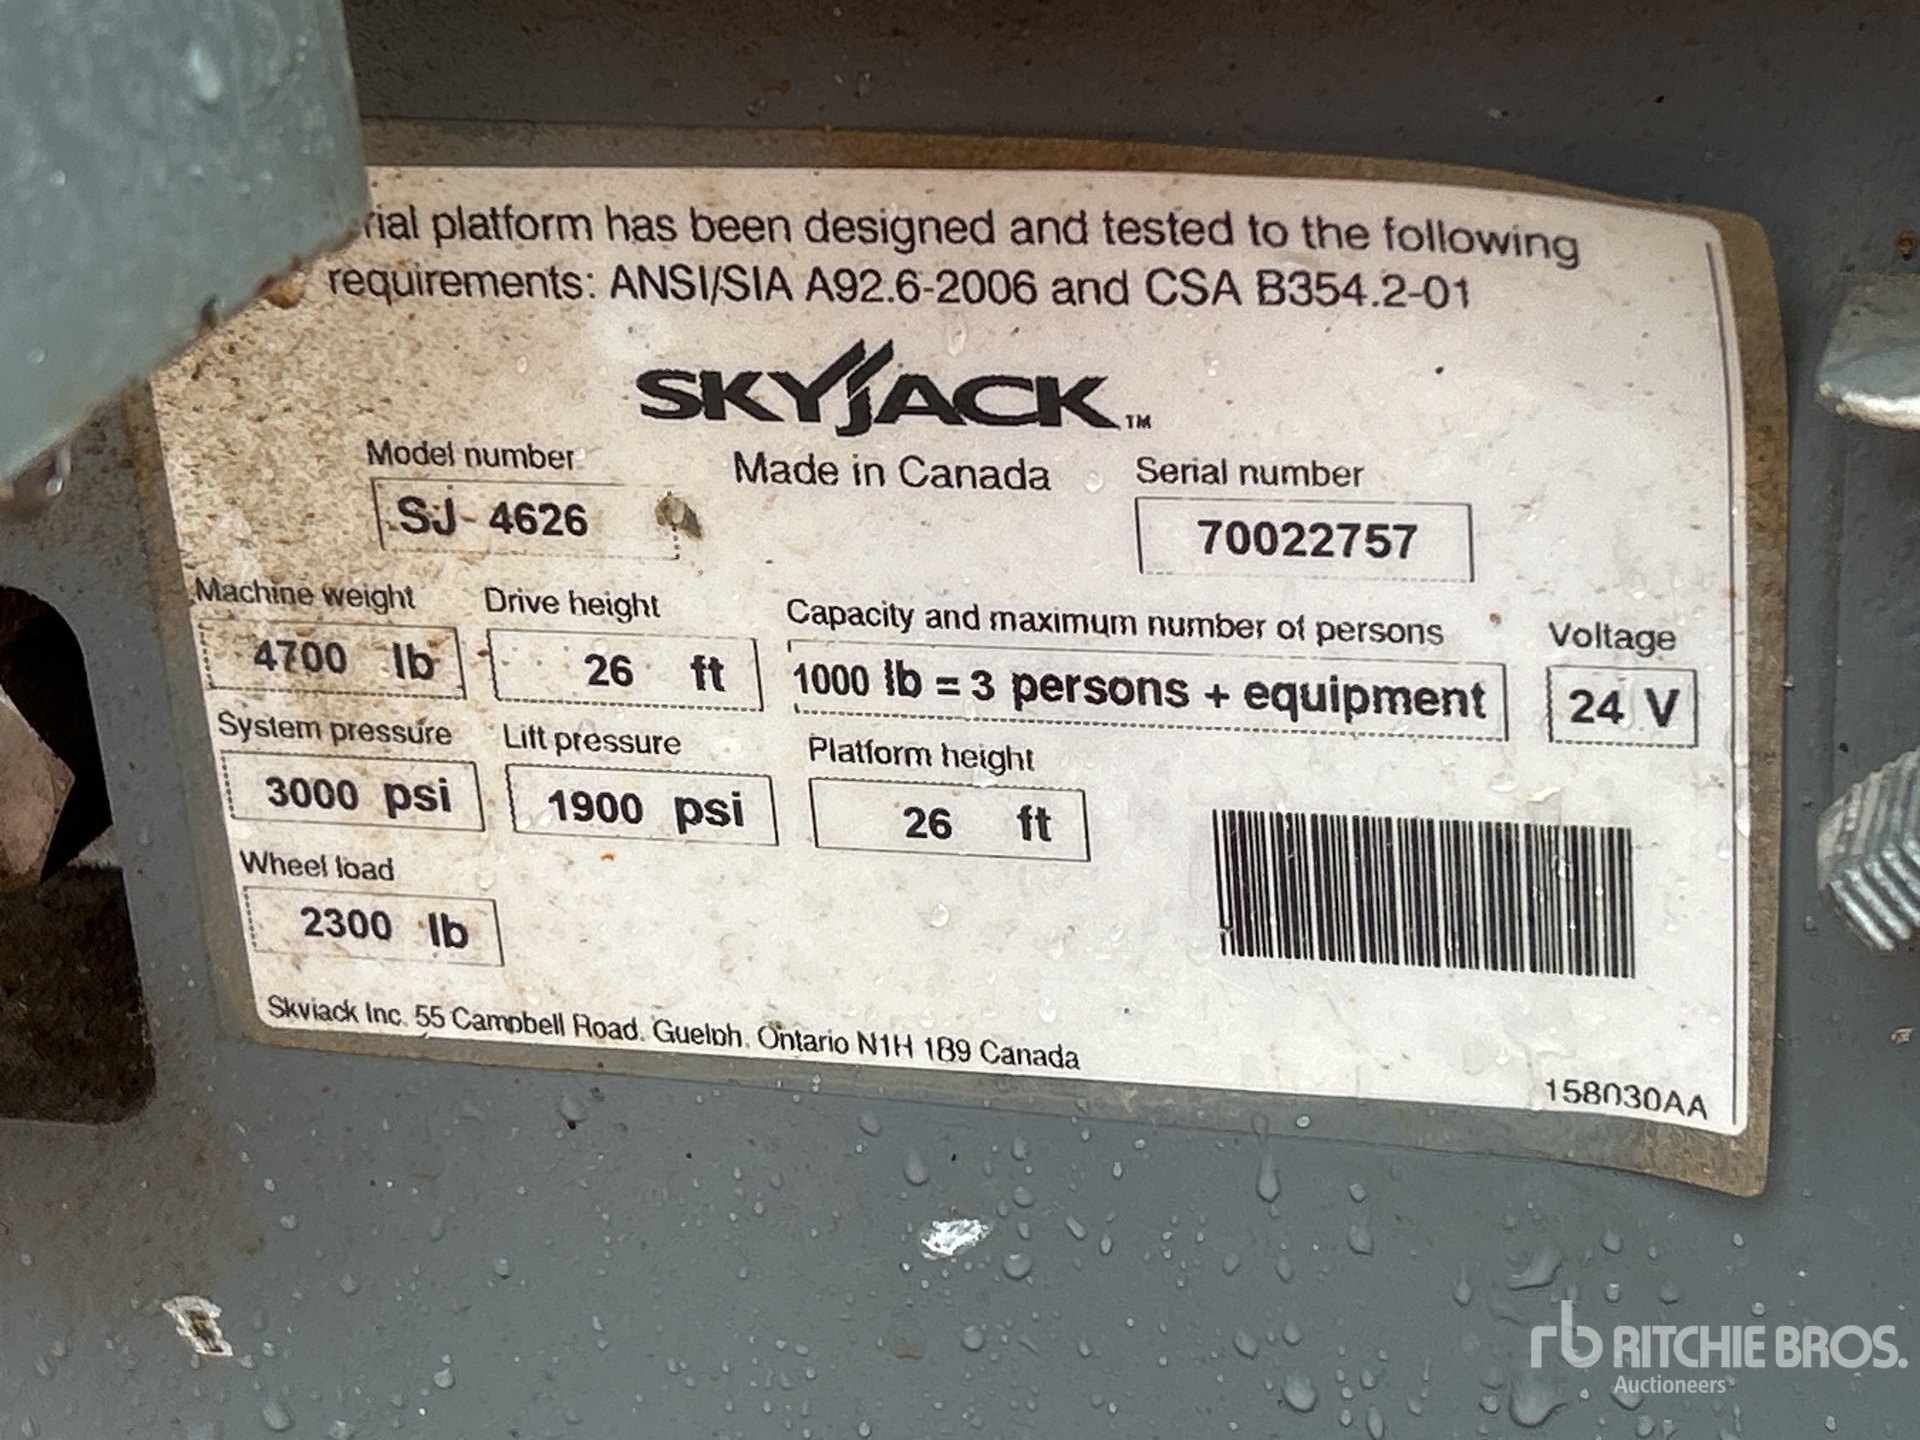 rial platform has been designed and tested to the following
requirements: ANSI/SIA A92.6-2006 and CSA B354.2-01
SKYJACK™
Made in Canada
Model number
SJ- 4626
Serial number
70022757
Machine weight
4700 lb
Drive height
26 ft
Capacity and maximum number of persons
1000 lb = 3 persons + equipment
Voltage
24 V
System pressure
3000 psi
Lift pressure
1900 psi
Platform height
26 ft
Wheel load
2300 lb
Skyjack Inc. 55 Campbell Road. Guelph. Ontario N1H 1B9 Canada
158030AA
rb RITCHIE BROS.
Auctioneers